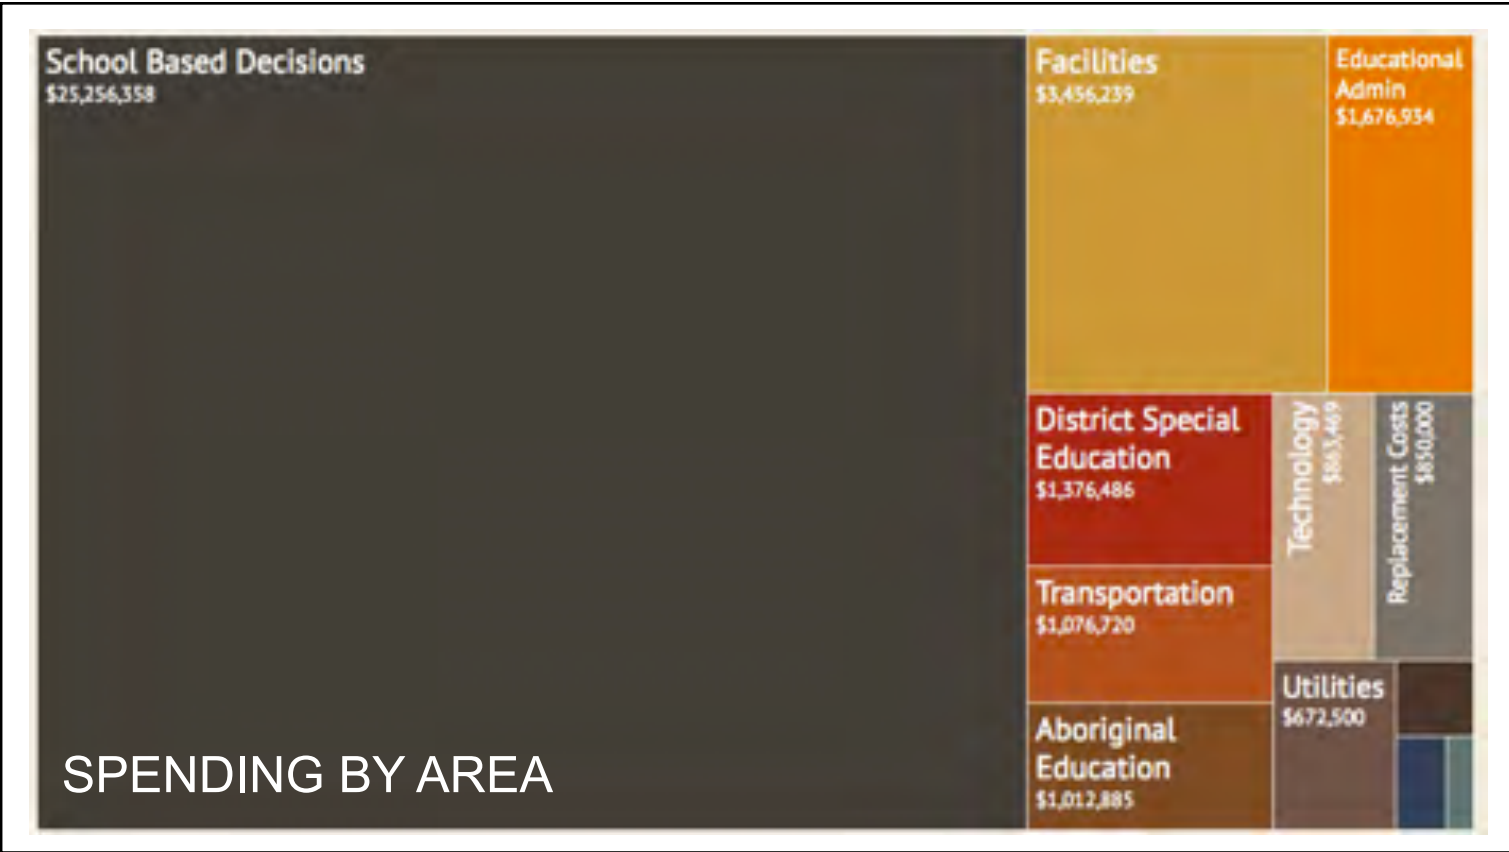 School Based Decisions
$25,256,358
SPENDING BY AREA
Facilities
$3,456,239
Educational
Admin
$1,676,934
District Special
Education
$1,376,486
Transportation
$1,076,720
Aboriginal
Education
$1,012,885
Technology
$863,469
Replacement Costs
$850,000
Utilities
$672,500